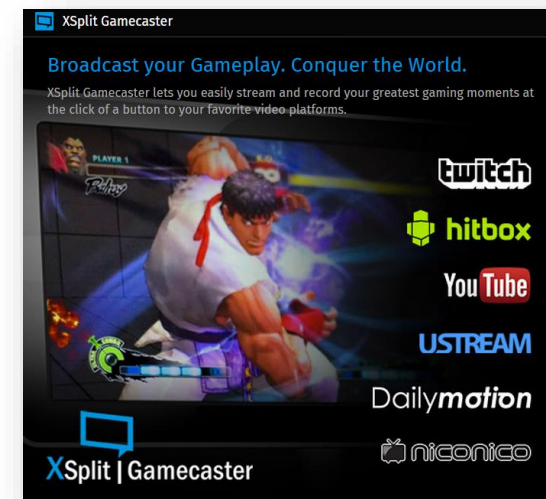 XSplit Gamecaster
Broadcast your Gameplay. Conquer the World.
XSplit Gamecaster lets you easily stream and record your greatest gaming moments at
the click of a button to your favorite video platforms.
PLAYER 1
twitch
hitbox
YouTube
USTREAM
Dailymotion
niconico
XSplit | Gamecaster